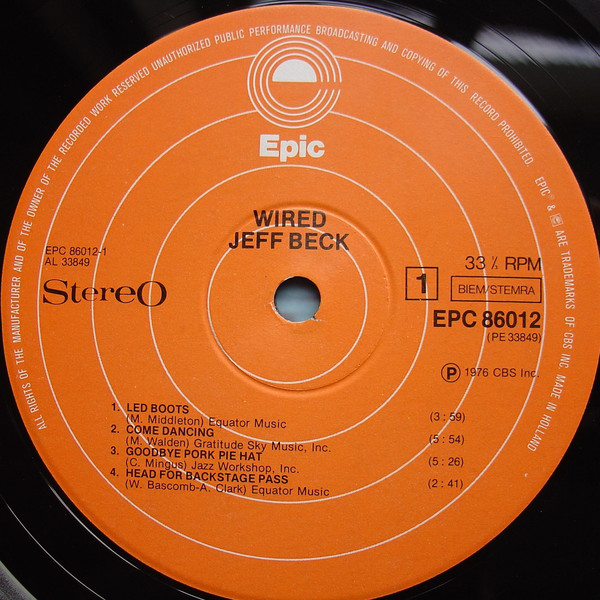 ALL RIGHTS OF THE MANUFACTURER AND OF THE OWNER OF THE RECORDED WORK RESERVED UNAUTHORIZED PUBLIC PERFORMANCE BROADCASTING AND COPYING OF THIS RECORD PROHIBITED. EPIC® & ARE TRADEMARKS OF CBS INC. MADE IN HOLLAND
Epic
WIRED
JEFF BECK
EPC 86012-1
AL 33849
Stereo
1
33 ⅓ RPM
BIEM/STEMRA
EPC 86012
(PE 33849)
Ⓟ 1976 CBS Inc.
1. LED BOOTS (3 : 59)
(M. Middleton) Equator Music
2. COME DANCING (5 : 54)
(M. Walden) Gratitude Sky Music, Inc.
3. GOODBYE PORK PIE HAT (5 : 26)
(C. Mingus) Jazz Workshop, Inc.
4. HEAD FOR BACKSTAGE PASS (2 : 41)
(W. Bascomb-A. Clark) Equator Music